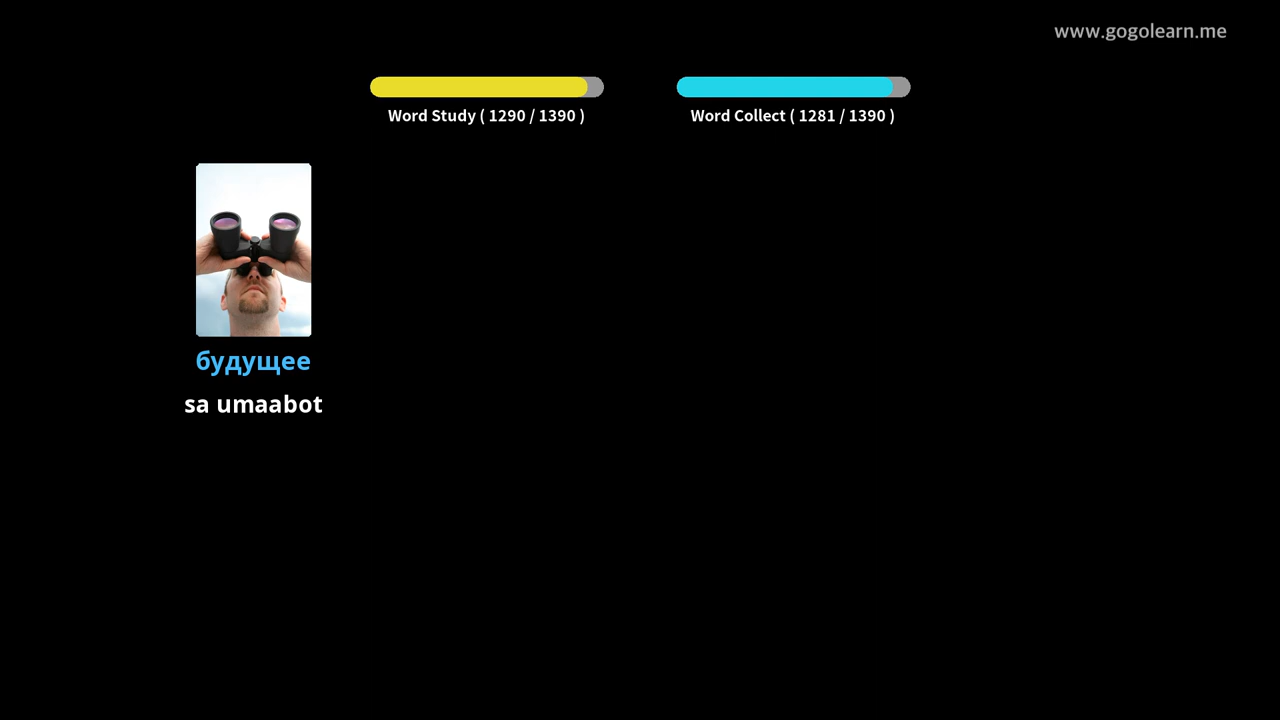 www.gogolearn.me
Word Study ( 1290 / 1390 )
Word Collect ( 1281 / 1390 )
будущее
sa umaabot